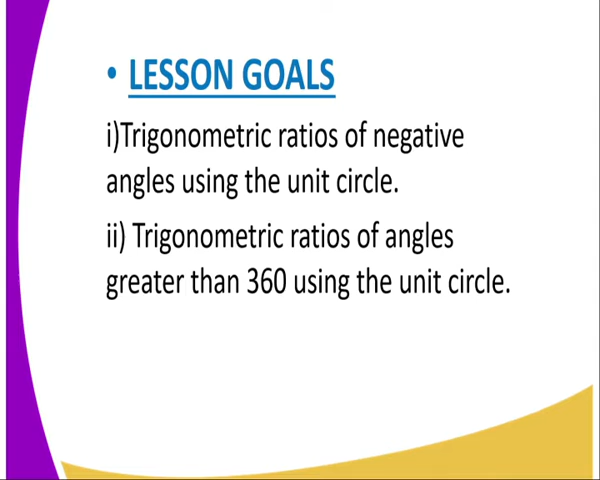 • LESSON GOALS
i)Trigonometric ratios of negative
angles using the unit circle.
ii) Trigonometric ratios of angles
greater than 360 using the unit circle.